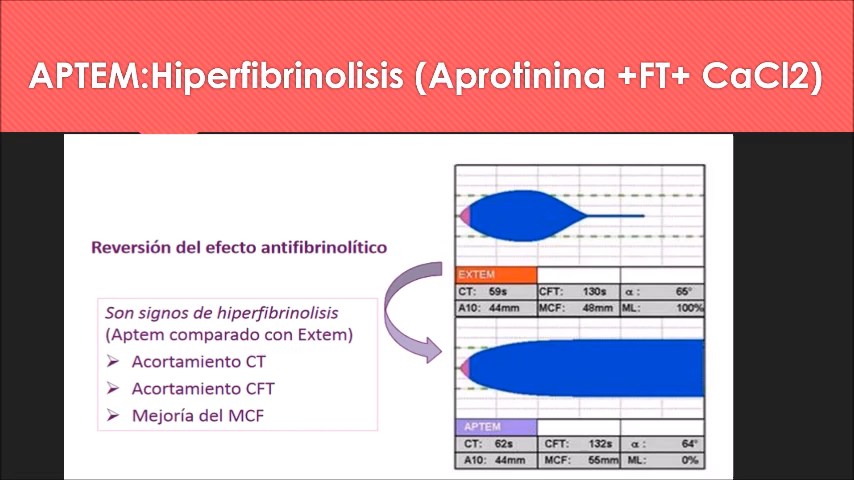 APTEM:Hiperfibrinolisis (Aprotinina +FT+ CaCl2)
Reversión del efecto antifibrinolítico
Son signos de hiperfibrinolisis
(Aptem comparado con Extem)
Acortamiento CT
Acortamiento CFT
Mejoría del MCF
EXTEM
CT: 59s CFT: 130s α : 65°
A10: 44mm MCF: 48mm ML: 100%
APTEM
CT: 62s CFT: 132s α : 64°
A10: 44mm MCF: 55mm ML: 0%